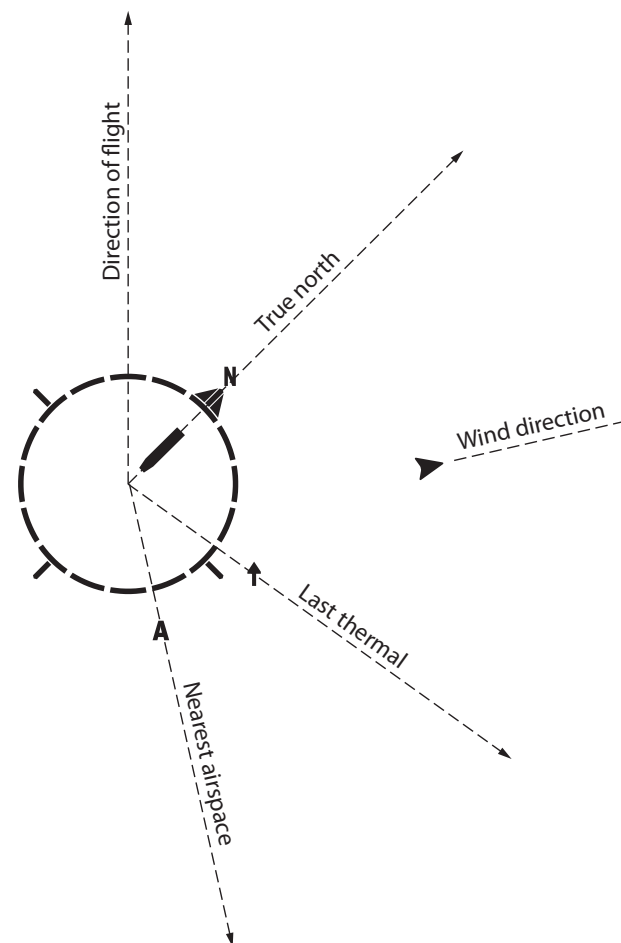 Direction of flight
True north
N
Wind direction
Last thermal
A
Nearest airspace